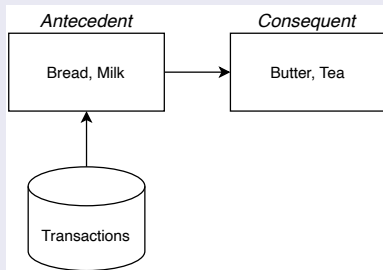 Antecedent
Consequent
Bread, Milk
Butter, Tea
Transactions